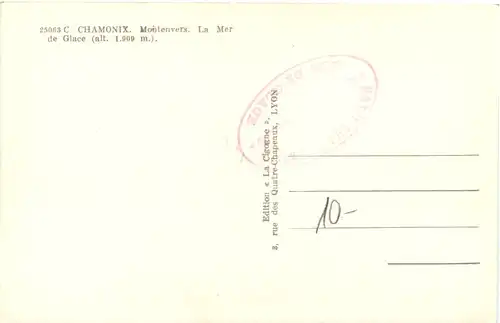 25063 C CHAMONIX. Montenvers. La Mer
de Glace (alt. 1.909 m.).
Edition « La Cigogne »,
3, rue des Quatre-Chapeaux, LYON
10-